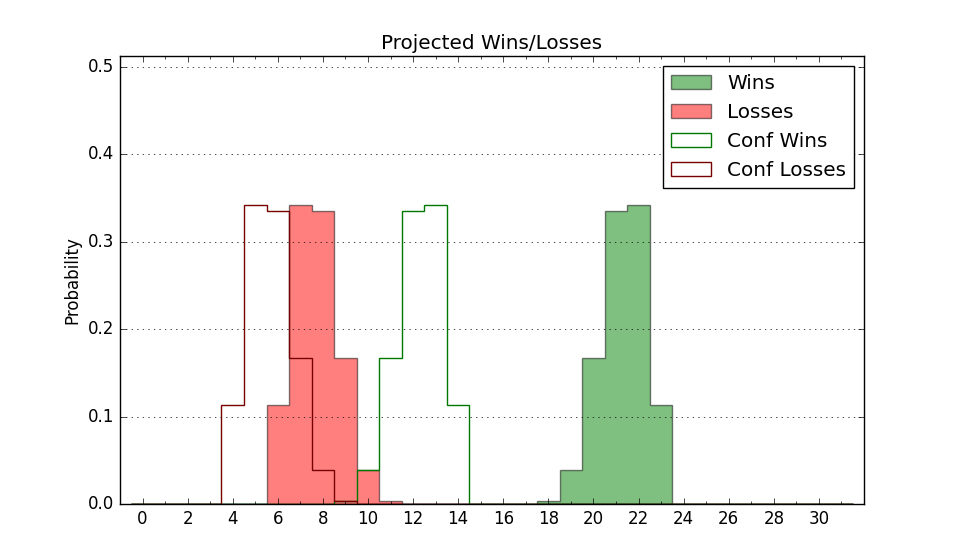 Projected Wins/Losses
Probability
0.5
0.4
0.3
0.2
0.1
0.0
0 2 4 6 8 10 12 14 16 18 20 22 24 26 28 30
Wins
Losses
Conf Wins
Conf Losses